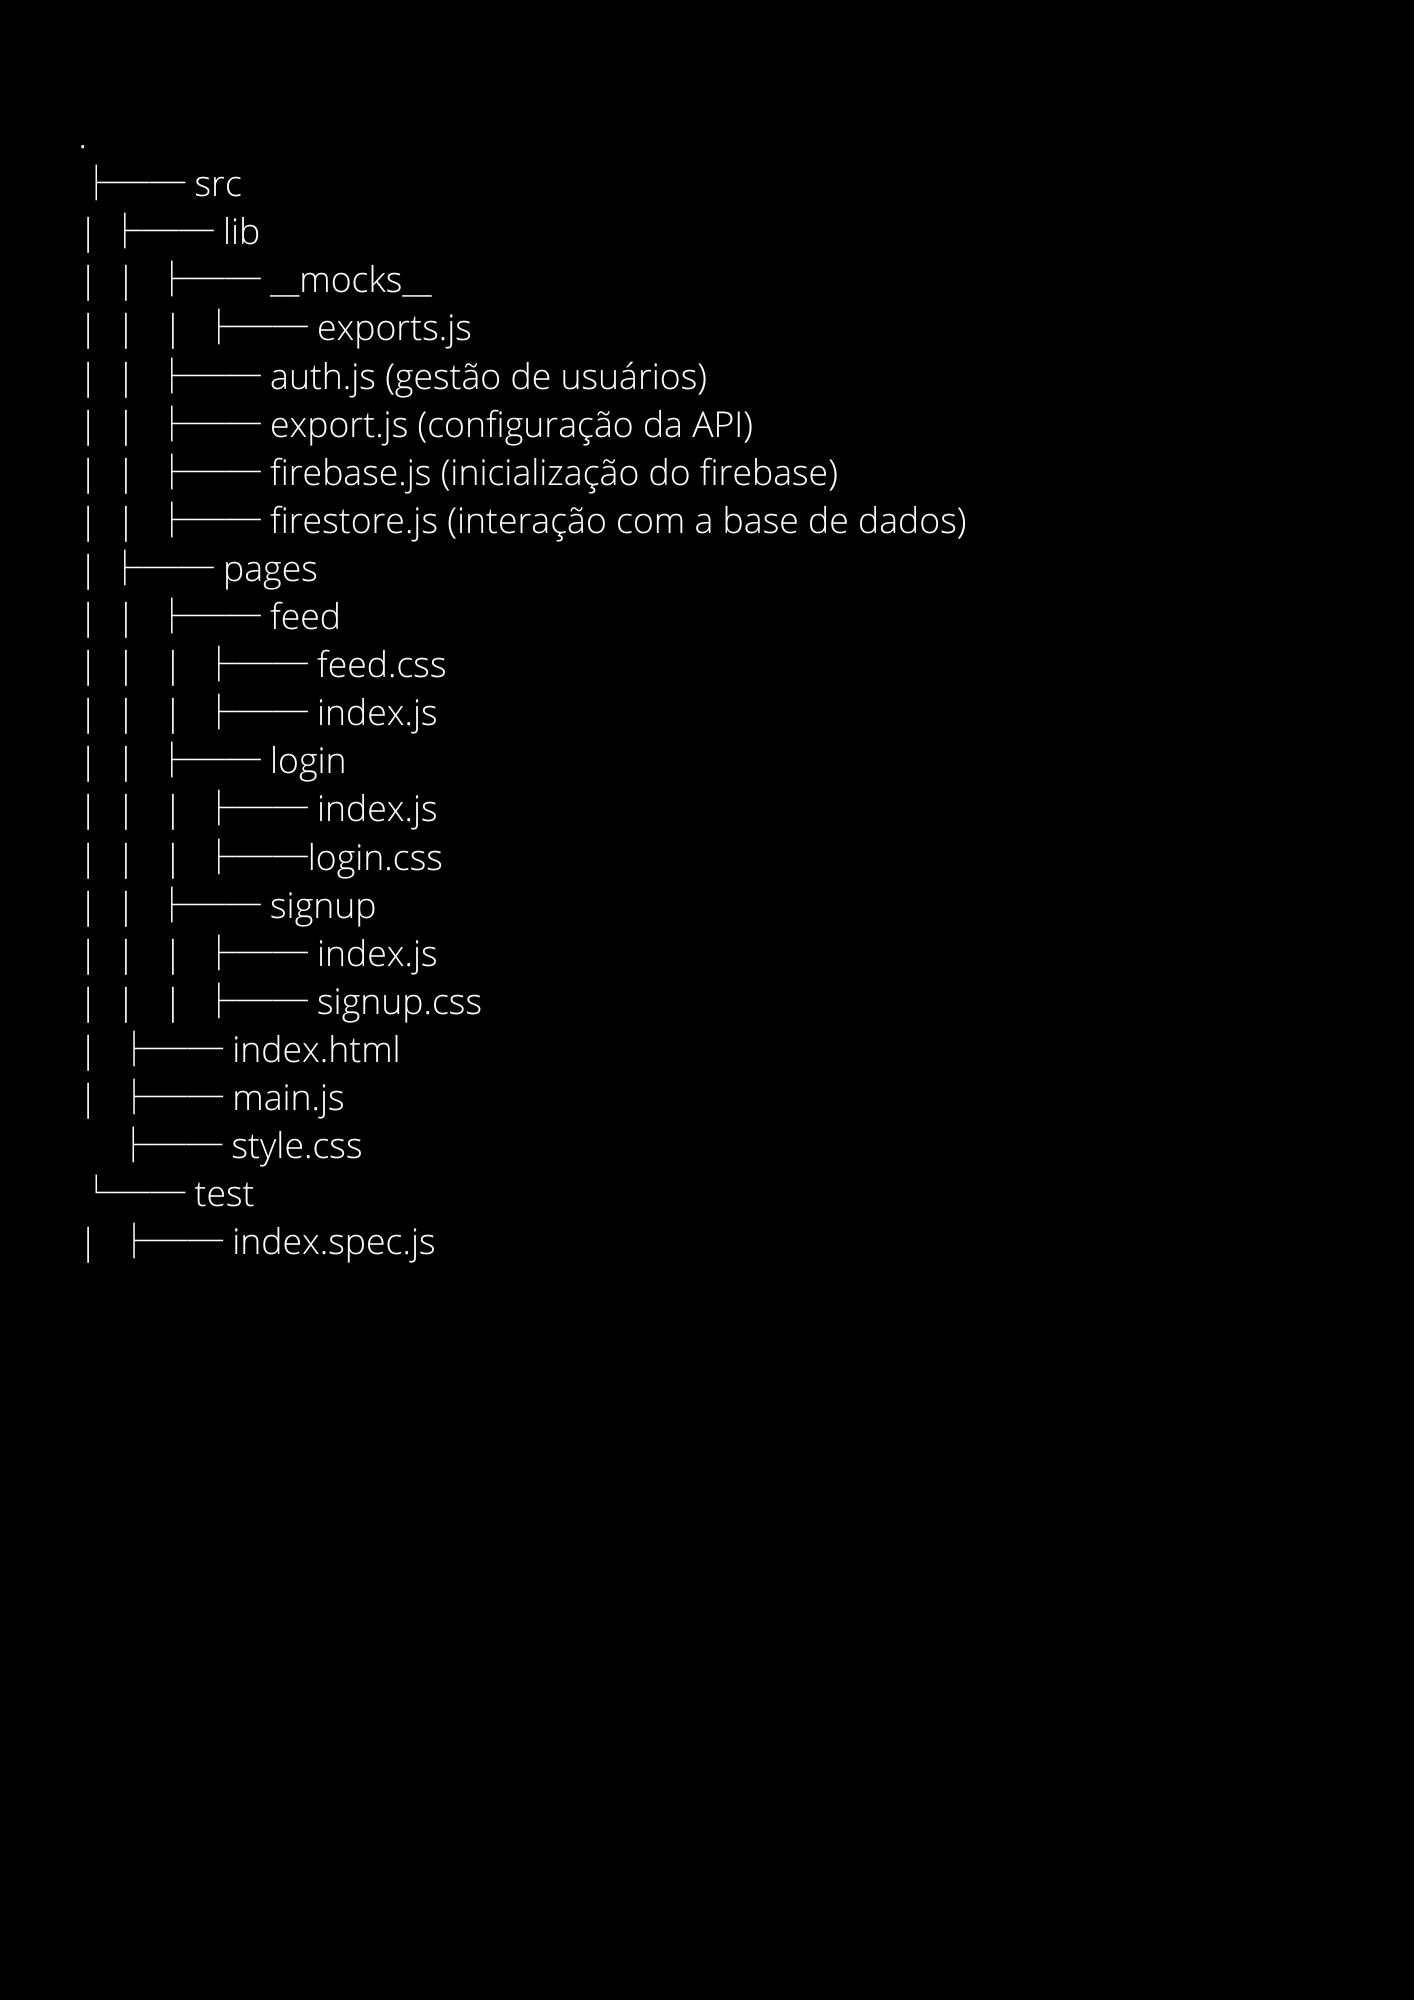 .
├──── src
│ ├──── lib
│ │ ├──── __mocks__
│ │ │ ├──── exports.js
│ │ ├──── auth.js (gestão de usuários)
│ │ ├──── export.js (configuração da API)
│ │ ├──── firebase.js (inicialização do firebase)
│ │ ├──── firestore.js (interação com a base de dados)
│ ├──── pages
│ │ ├──── feed
│ │ │ ├──── feed.css
│ │ │ ├──── index.js
│ │ ├──── login
│ │ │ ├──── index.js
│ │ │ ├────login.css
│ │ ├──── signup
│ │ │ ├──── index.js
│ │ │ ├──── signup.css
│ ├──── index.html
│ ├──── main.js
├──── style.css
└──── test
│ ├──── index.spec.js